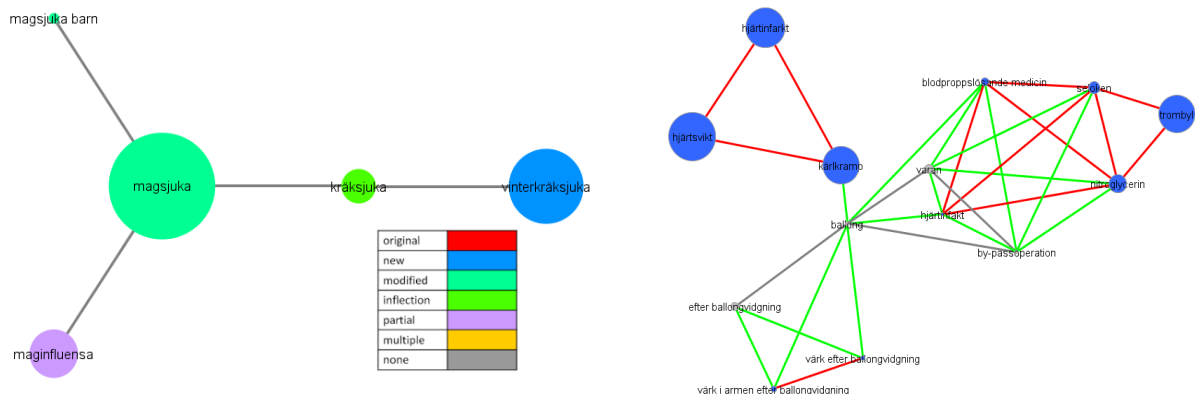 magsjuka barn
magsjuka
kräksjuka
vinterkräksjuka
maginfluensa
original
new
modified
inflection
partial
multiple
none
hjärtinfarkt
hjärtsvikt
kärlkramp
blodproppslösande medicin
seloken
trombyl
varan
nitroglycerin
hjärtinfakt
ballong
by-passoperation
efter ballongvidgning
värk efter ballongvidgning
värk i armen efter ballongvidgning